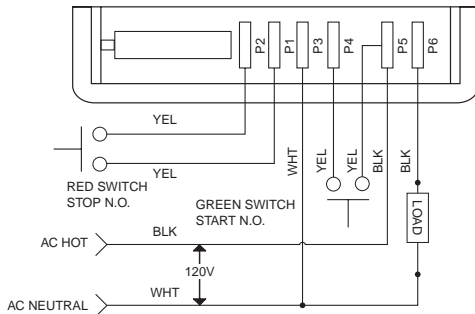 P2
P1
P3
P4
P5
P6
YEL
YEL
WHT
YEL
YEL
BLK
BLK
RED SWITCH
STOP N.O.
GREEN SWITCH
START N.O.
LOAD
AC HOT
BLK
120V
AC NEUTRAL
WHT